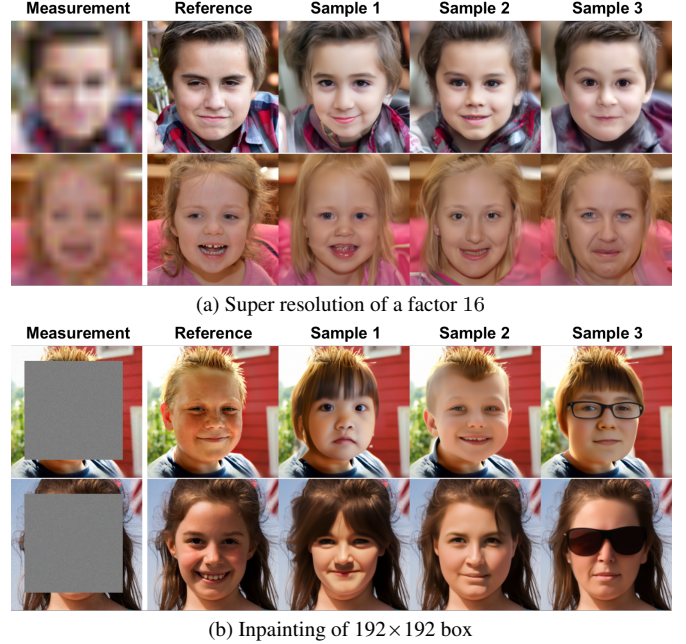 Measurement Reference Sample 1 Sample 2 Sample 3
(a) Super resolution of a factor 16
Measurement Reference Sample 1 Sample 2 Sample 3
(b) Inpainting of 192×192 box